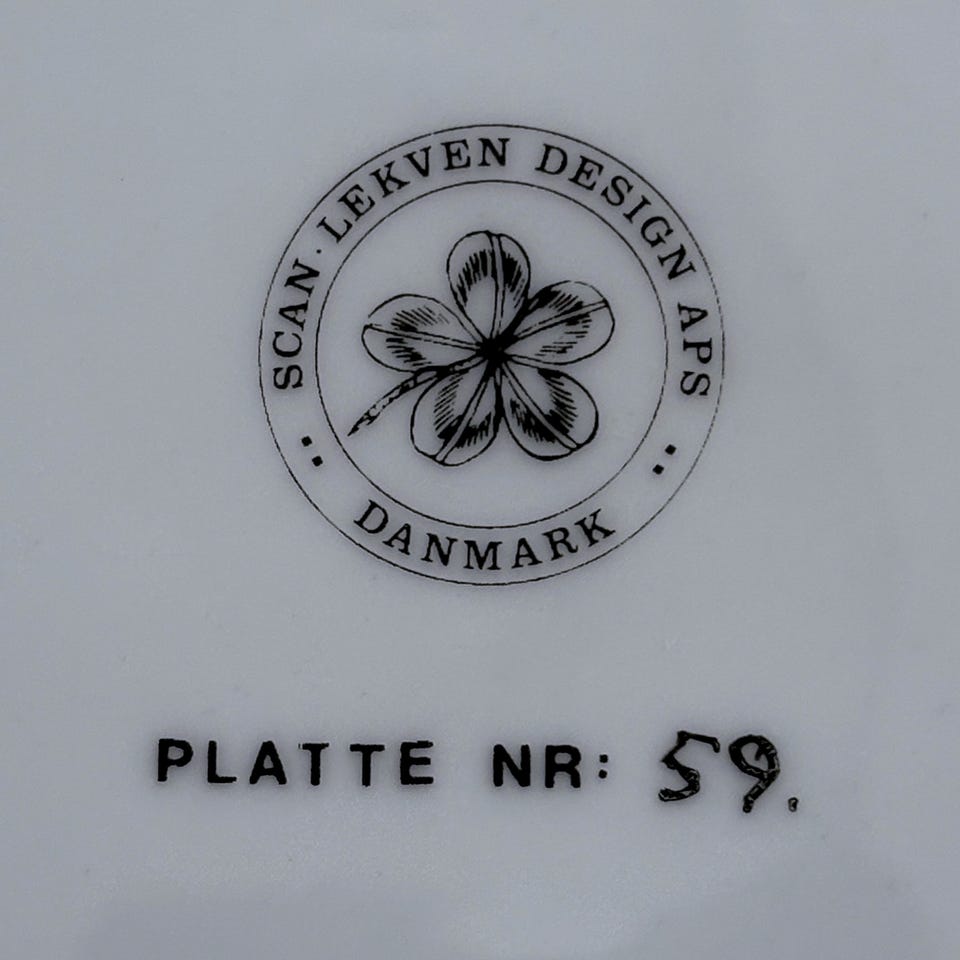 SCAN·LEKVEN DESIGN APS
DANMARK
PLATTE NR: 59.